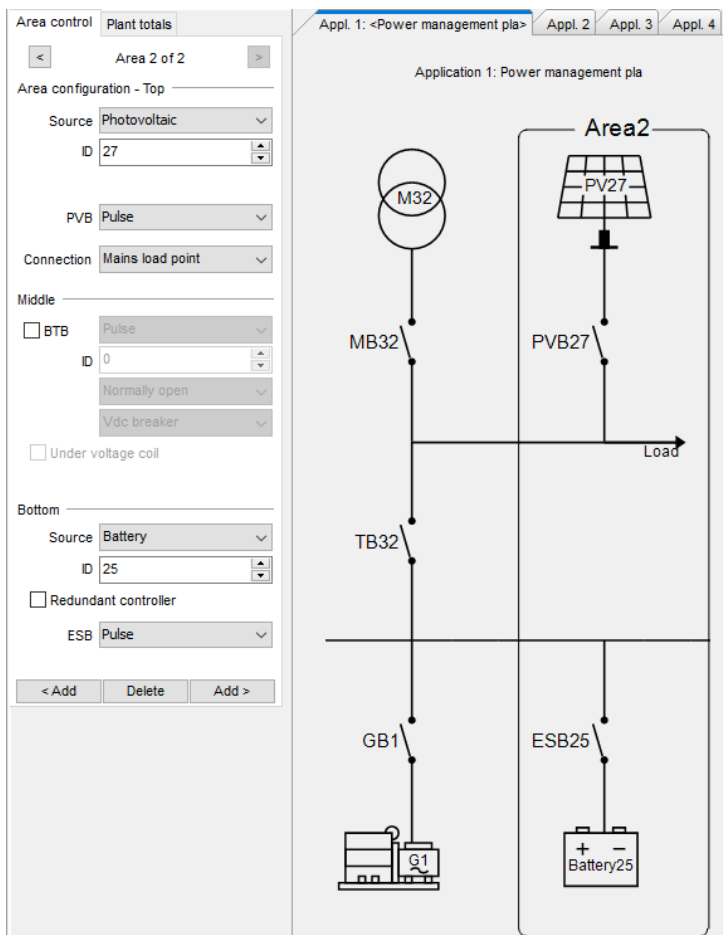 Area control
Plant totals
<
Area 2 of 2
>
Area configuration - Top
Source Photovoltaic
ID 27
PVB Pulse
Connection Mains load point
Middle
BTB Pulse
ID 0
Normally open
Vdc breaker
Under voltage coil
Bottom
Source Battery
ID 25
Redundant controller
ESB Pulse
< Add
Delete
Add >
Appl. 1: <Power management pla>
Appl. 2
Appl. 3
Appl. 4
Application 1: Power management pla
Area2
M32
PV27
MB32
PVB27
Load
TB32
GB1
ESB25
G1
+ −
Battery25